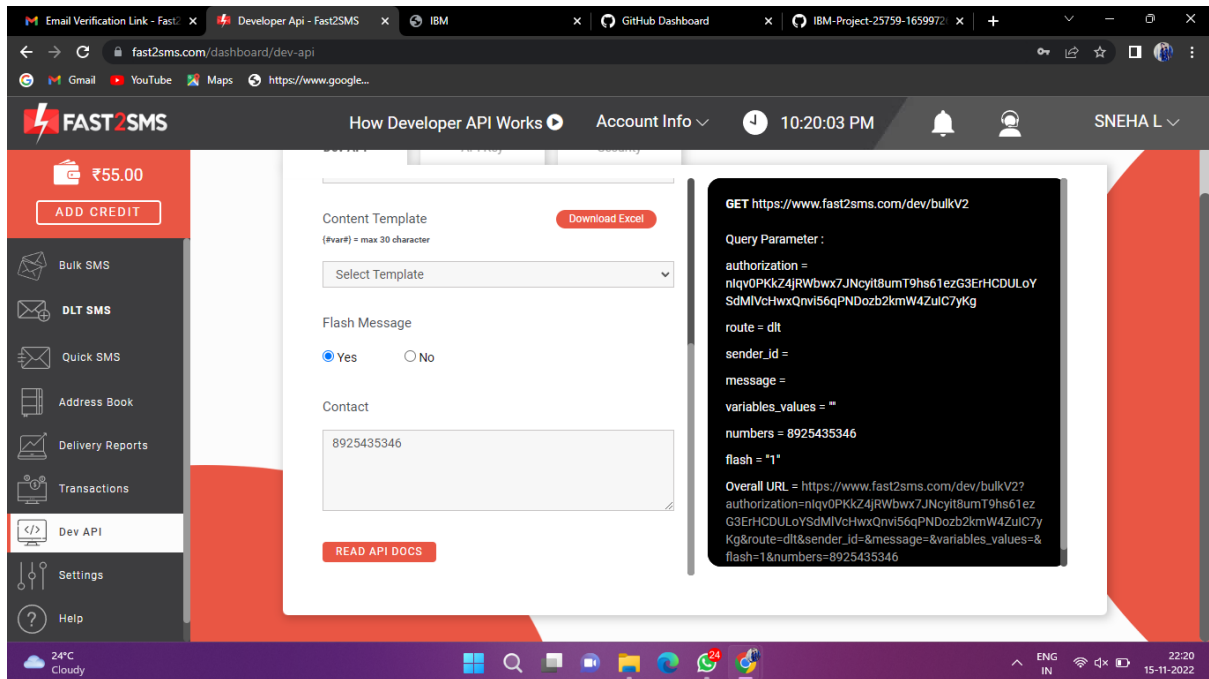 Email Verification Link - Fast2
Developer Api - Fast2SMS
IBM
GitHub Dashboard
IBM-Project-25759-1659972
fast2sms.com/dashboard/dev-api
Gmail
YouTube
Maps
https://www.google...
FAST2SMS
How Developer API Works
Account Info
10:20:03 PM
SNEHA L
₹55.00
ADD CREDIT
Bulk SMS
DLT SMS
Quick SMS
Address Book
Delivery Reports
Transactions
Dev API
Settings
Help
Dev API
API Key
Security
Content Template
Download Excel
{#var#} = max 30 character
Select Template
Flash Message
Yes
No
Contact
8925435346
READ API DOCS
GET https://www.fast2sms.com/dev/bulkV2
Query Parameter :
authorization =
nIqv0PKkZ4jRWbwx7JNcyit8umT9hs61ezG3ErHCDULoY
SdMlVcHwxQnvi56qPNDozb2kmW4ZuIC7yKg
route = dlt
sender_id =
message =
variables_values = ""
numbers = 8925435346
flash = "1"
Overall URL = https://www.fast2sms.com/dev/bulkV2?
authorization=nIqv0PKkZ4jRWbwx7JNcyit8umT9hs61ez
G3ErHCDULoYSdMlVcHwxQnvi56qPNDozb2kmW4ZuIC7y
Kg&route=dlt&sender_id=&message=&variables_values=&
flash=1&numbers=8925435346
24°C
Cloudy
24
ENG
IN
22:20
15-11-2022